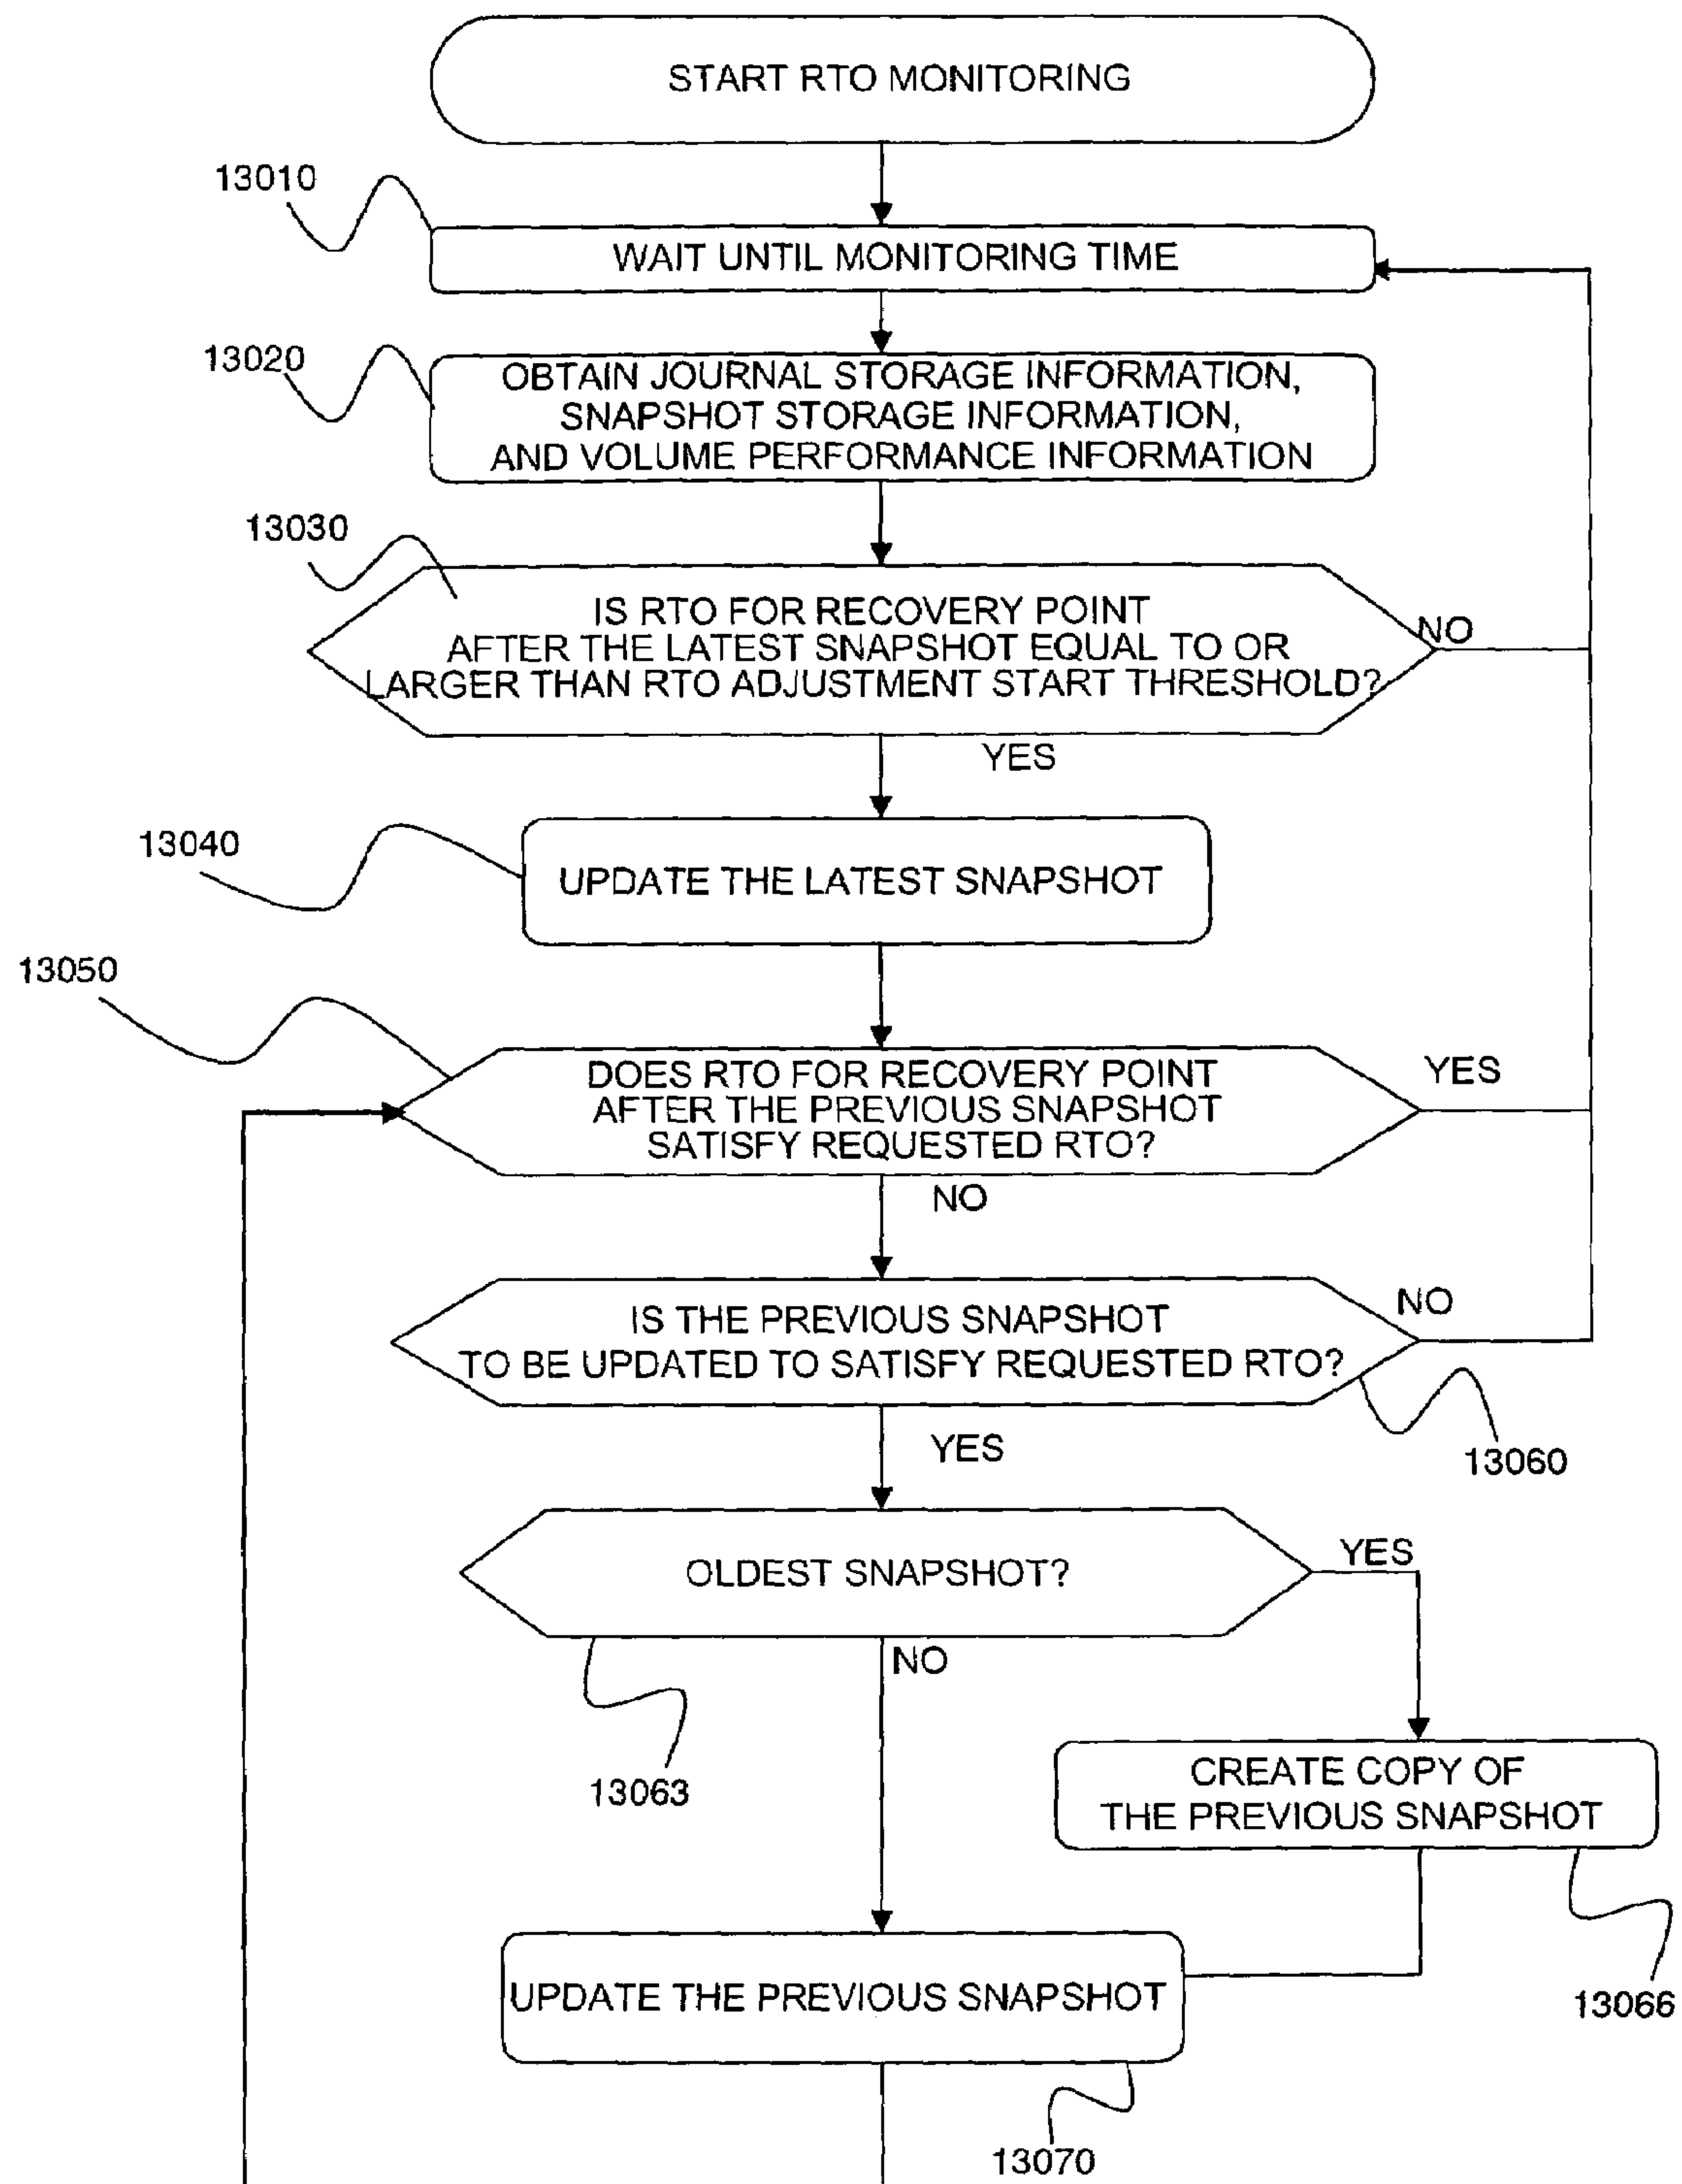 START RTO MONITORING
13010
WAIT UNTIL MONITORING TIME
13020
OBTAIN JOURNAL STORAGE INFORMATION,
SNAPSHOT STORAGE INFORMATION,
AND VOLUME PERFORMANCE INFORMATION
13030
IS RTO FOR RECOVERY POINT
AFTER THE LATEST SNAPSHOT EQUAL TO OR
LARGER THAN RTO ADJUSTMENT START THRESHOLD?
NO
YES
13040
UPDATE THE LATEST SNAPSHOT
13050
DOES RTO FOR RECOVERY POINT
AFTER THE PREVIOUS SNAPSHOT
SATISFY REQUESTED RTO?
YES
NO
IS THE PREVIOUS SNAPSHOT
TO BE UPDATED TO SATISFY REQUESTED RTO?
NO
YES
13060
OLDEST SNAPSHOT?
YES
NO
13063
CREATE COPY OF
THE PREVIOUS SNAPSHOT
UPDATE THE PREVIOUS SNAPSHOT
13066
13070